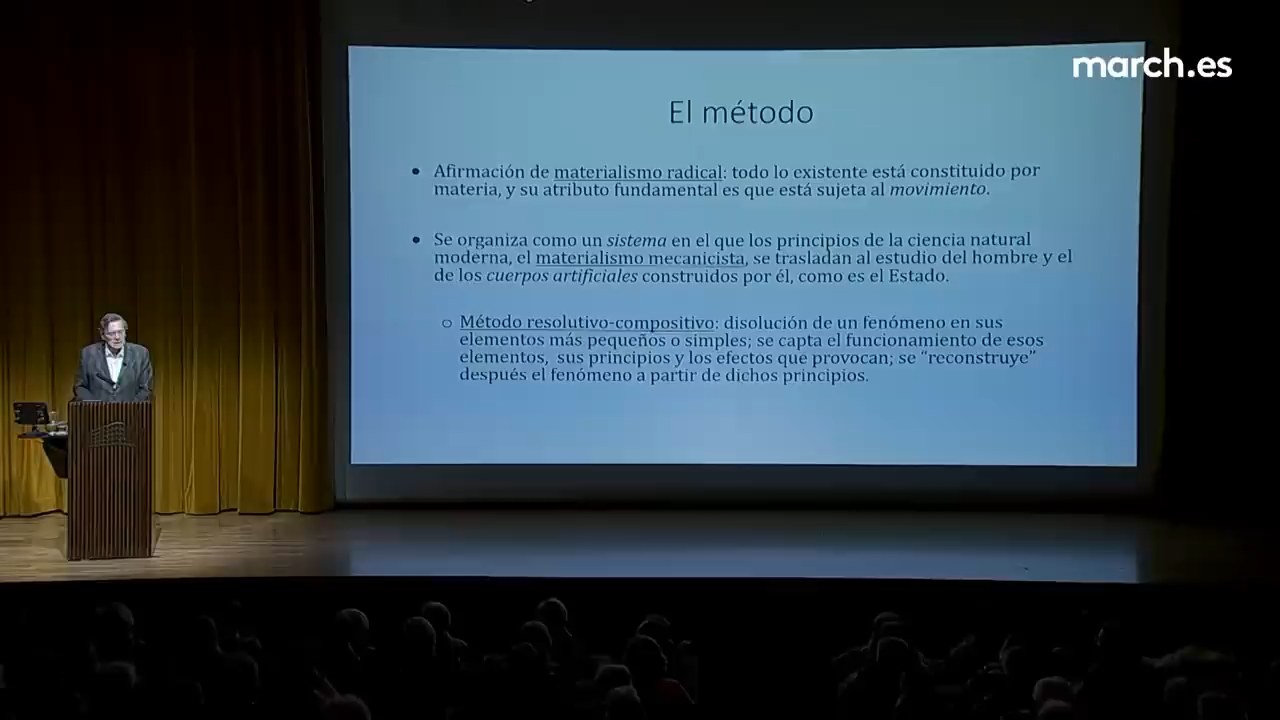 march.es
El método
Afirmación de materialismo radical: todo lo existente está constituido por
materia, y su atributo fundamental es que está sujeta al movimiento.
Se organiza como un sistema en el que los principios de la ciencia natural
moderna, el materialismo mecanicista, se trasladan al estudio del hombre y el
de los cuerpos artificiales construidos por él, como es el Estado.
Método resolutivo-compositivo: disolución de un fenómeno en sus
elementos más pequeños o simples; se capta el funcionamiento de esos
elementos, sus principios y los efectos que provocan; se “reconstruye”
después el fenómeno a partir de dichos principios.